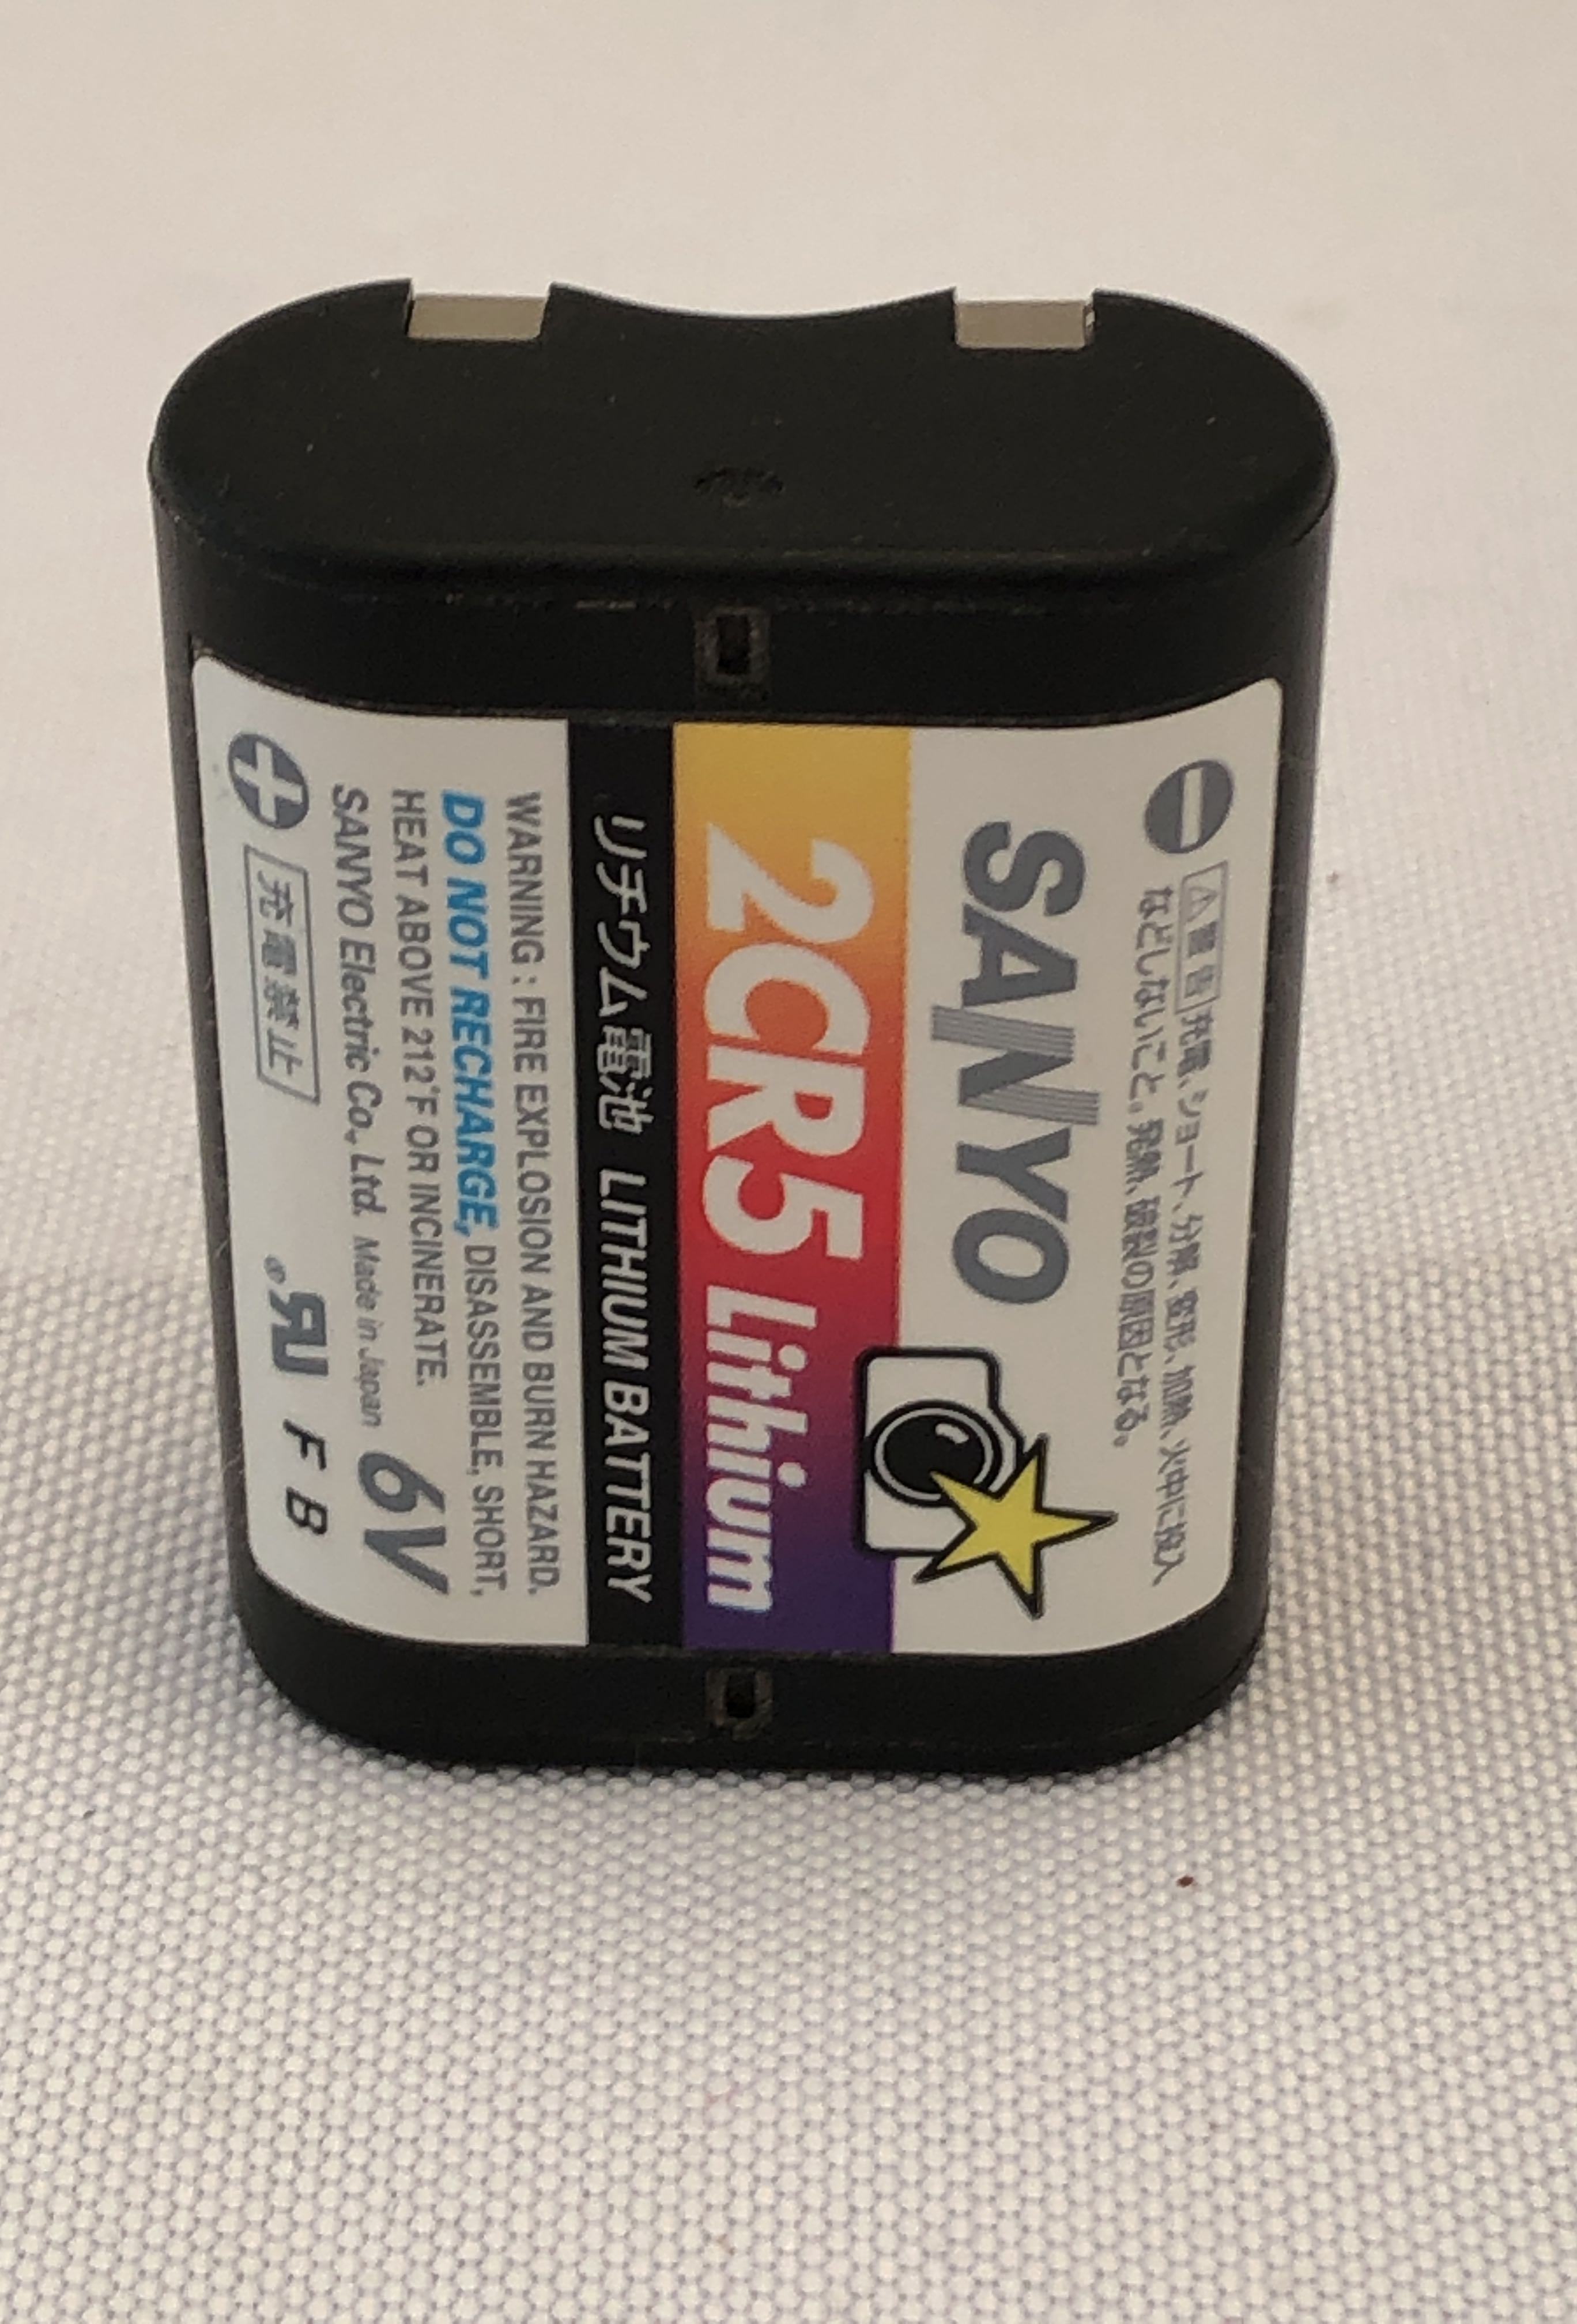 ⚠警告 充電、ショート、分解、変形、加熱、火中に投入
などしないこと。発熱、破裂の原因となる。
SANYO
2CR5 Lithium
リチウム電池 LITHIUM BATTERY
WARNING : FIRE EXPLOSION AND BURN HAZARD.
DO NOT RECHARGE, DISASSEMBLE, SHORT,
HEAT ABOVE 212°F OR INCINERATE.
SANYO Electric Co., Ltd. Made in Japan 6V
充電禁止 F B